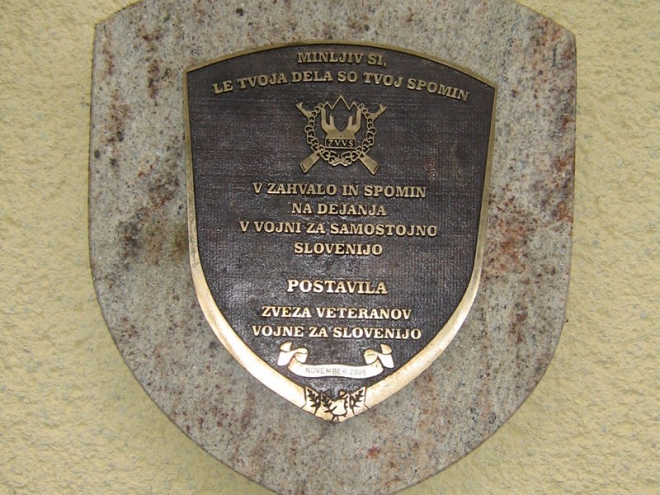 MINLJIV SI,
LE TVOJA DELA SO TVOJ SPOMIN
ZVVS
V ZAHVALO IN SPOMIN
NA DEJANJA
V VOJNI ZA SAMOSTOJNO
SLOVENIJO
POSTAVILA
ZVEZA VETERANOV
VOJNE ZA SLOVENIJO
NOVEMBER 2006